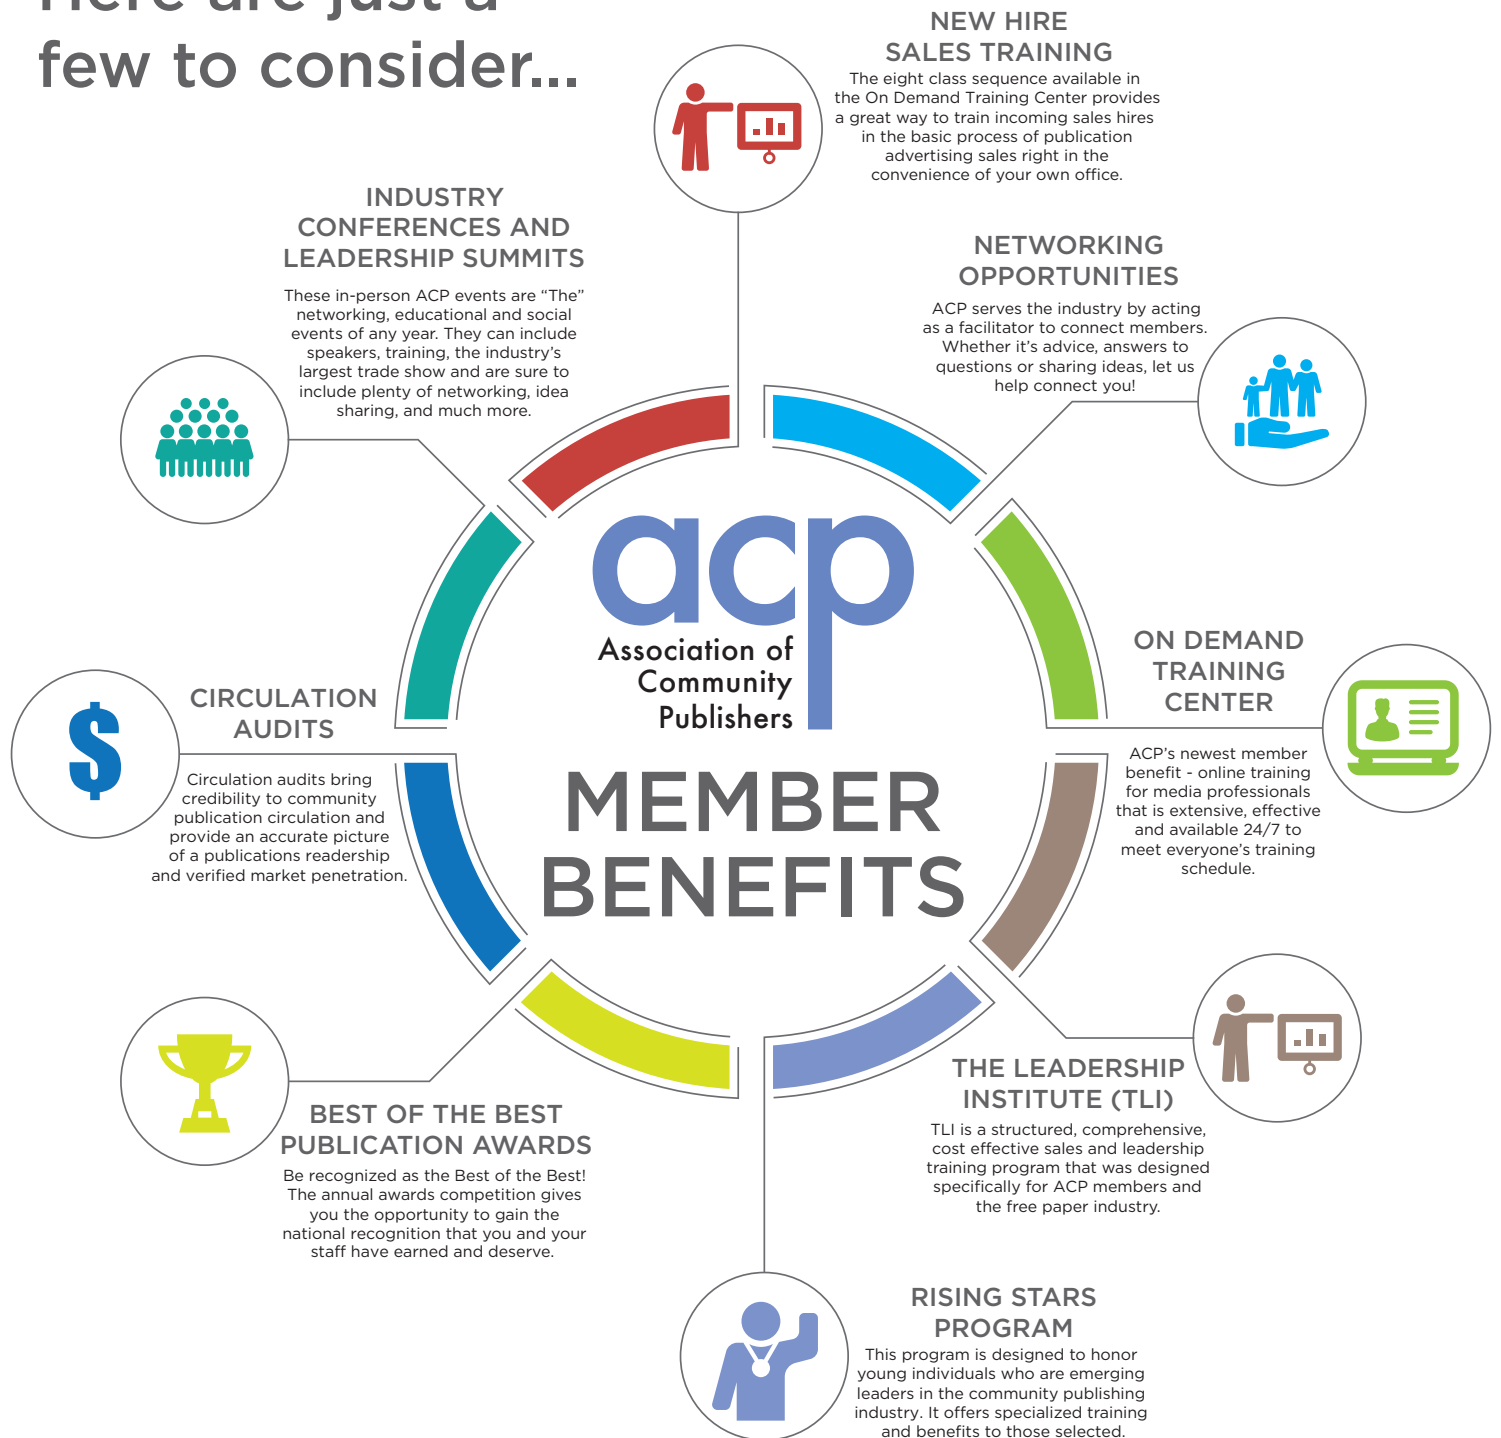 Here are just a
few to consider...
NEW HIRE
SALES TRAINING
The eight class sequence available in
the On Demand Training Center provides
a great way to train incoming sales hires
in the basic process of publication
advertising sales right in the
convenience of your own office.
INDUSTRY
CONFERENCES AND
LEADERSHIP SUMMITS
These in-person ACP events are “The”
networking, educational and social
events of any year. They can include
speakers, training, the industry’s
largest trade show and are sure to
include plenty of networking, idea
sharing, and much more.
NETWORKING
OPPORTUNITIES
ACP serves the industry by acting
as a facilitator to connect members.
Whether it’s advice, answers to
questions or sharing ideas, let us
help connect you!
acp
Association of
Community
Publishers
MEMBER
BENEFITS
ON DEMAND
TRAINING
CENTER
ACP’s newest member
benefit - online training
for media professionals
that is extensive, effective
and available 24/7 to
meet everyone’s training
schedule.
$
CIRCULATION
AUDITS
Circulation audits bring
credibility to community
publication circulation and
provide an accurate picture
of a publications readership
and verified market penetration.
THE LEADERSHIP
INSTITUTE (TLI)
TLI is a structured, comprehensive,
cost effective sales and leadership
training program that was designed
specifically for ACP members and
the free paper industry.
BEST OF THE BEST
PUBLICATION AWARDS
Be recognized as the Best of the Best!
The annual awards competition gives
you the opportunity to gain the
national recognition that you and your
staff have earned and deserve.
RISING STARS
PROGRAM
This program is designed to honor
young individuals who are emerging
leaders in the community publishing
industry. It offers specialized training
and benefits to those selected.